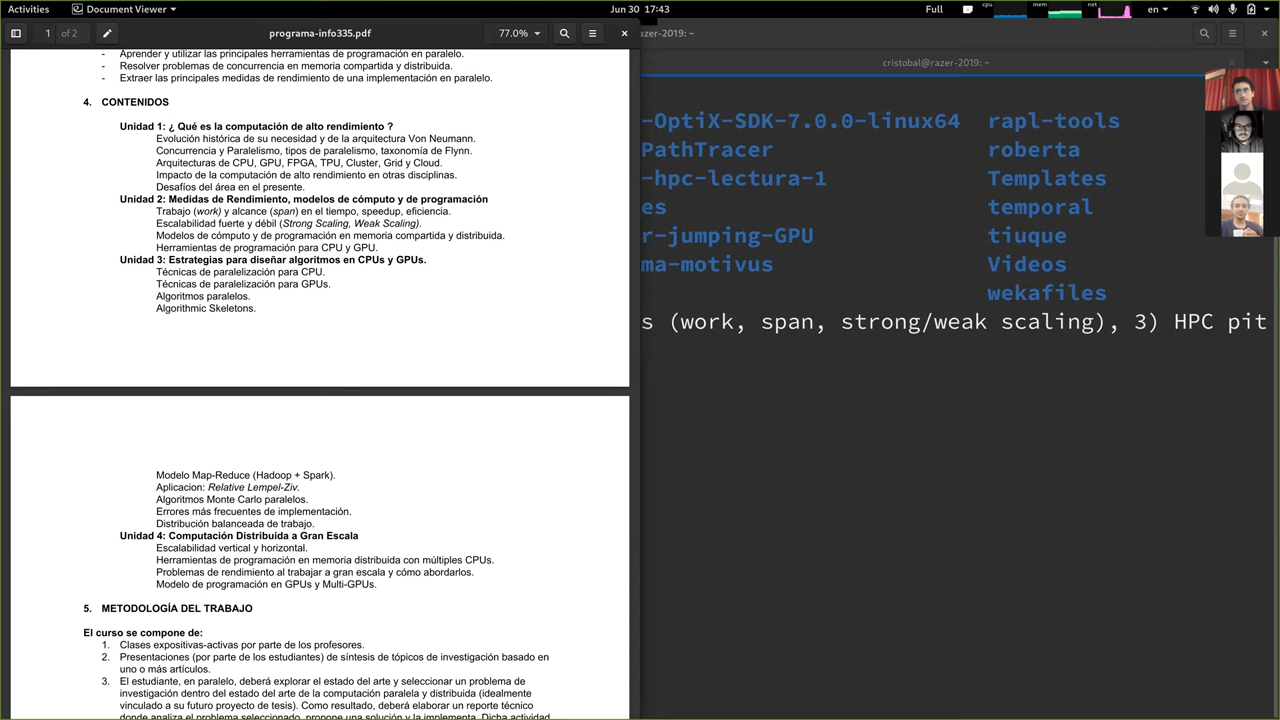 Activities
Document Viewer
Jun 30 17:43
Full
cpu
mem
net
en
1 of 2
programa-info335.pdf
77.0%
azer-2019: ~
cristobal@razer-2019: ~
- Aprender y utilizar las principales herramientas de programación en paralelo.
- Resolver problemas de concurrencia en memoria compartida y distribuida.
- Extraer las principales medidas de rendimiento de una implementación en paralelo.
4. CONTENIDOS
Unidad 1: ¿ Qué es la computación de alto rendimiento ?
Evolución histórica de su necesidad y de la arquitectura Von Neumann.
Concurrencia y Paralelismo, tipos de paralelismo, taxonomía de Flynn.
Arquitecturas de CPU, GPU, FPGA, TPU, Cluster, Grid y Cloud.
Impacto de la computación de alto rendimiento en otras disciplinas.
Desafíos del área en el presente.
Unidad 2: Medidas de Rendimiento, modelos de cómputo y de programación
Trabajo (work) y alcance (span) en el tiempo, speedup, eficiencia.
Escalabilidad fuerte y débil (Strong Scaling, Weak Scaling).
Modelos de cómputo y de programación en memoria compartida y distribuida.
Herramientas de programación para CPU y GPU.
Unidad 3: Estrategias para diseñar algoritmos en CPUs y GPUs.
Técnicas de paralelización para CPU.
Técnicas de paralelización para GPUs.
Algoritmos paralelos.
Algorithmic Skeletons.
Modelo Map-Reduce (Hadoop + Spark).
Aplicacion: Relative Lempel-Ziv.
Algoritmos Monte Carlo paralelos.
Errores más frecuentes de implementación.
Distribución balanceada de trabajo.
Unidad 4: Computación Distribuida a Gran Escala
Escalabilidad vertical y horizontal.
Herramientas de programación en memoria distribuida con múltiples CPUs.
Problemas de rendimiento al trabajar a gran escala y cómo abordarlos.
Modelo de programación en GPUs y Multi-GPUs.
5. METODOLOGÍA DEL TRABAJO
El curso se compone de:
1. Clases expositivas-activas por parte de los profesores.
2. Presentaciones (por parte de los estudiantes) de síntesis de tópicos de investigación basado en
uno o más artículos.
3. El estudiante, en paralelo, deberá explorar el estado del arte y seleccionar un problema de
investigación dentro del estado del arte de la computación paralela y distribuida (idealmente
vinculado a su futuro proyecto de tesis). Como resultado, deberá elaborar un reporte técnico
donde analiza el problema seleccionado, propone una solución y la implementa. Dicha actividad
-OptiX-SDK-7.0.0-linux64 rapl-tools
PathTracer roberta
-hpc-lectura-1 Templates
es temporal
r-jumping-GPU tiuque
ma-motivus Videos
wekafiles
s (work, span, strong/weak scaling), 3) HPC pit